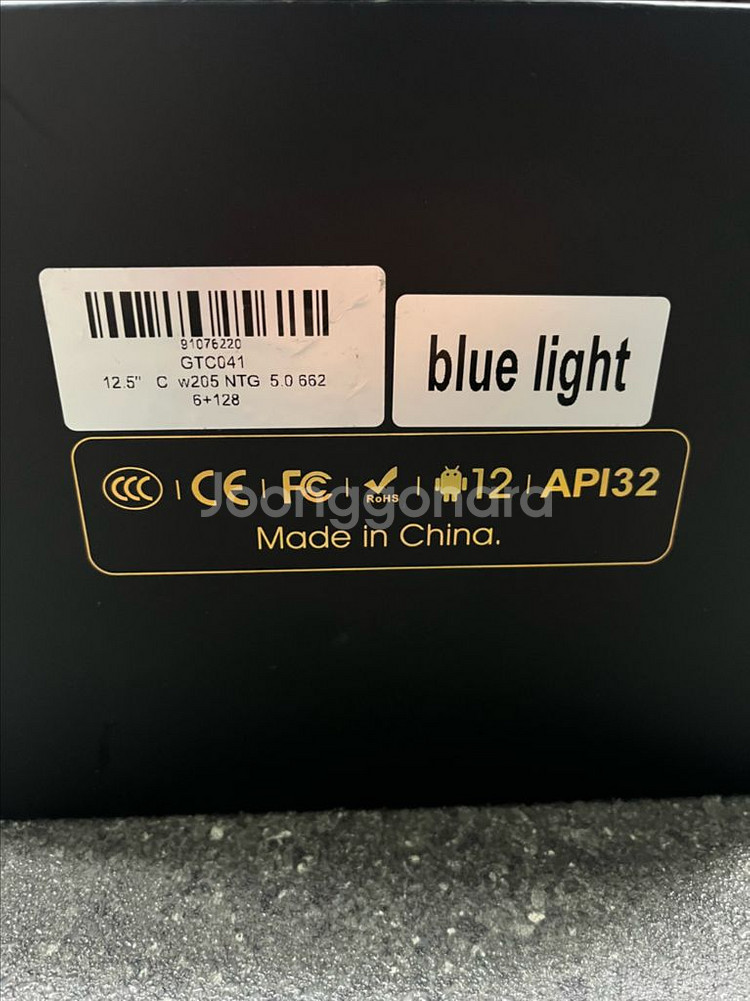 91076220
GTC041
12.5" C w205 NTG 5.0 662
6+128
blue light
CCC CE FC RoHS 12 API32
Joonggonara
Made in China.